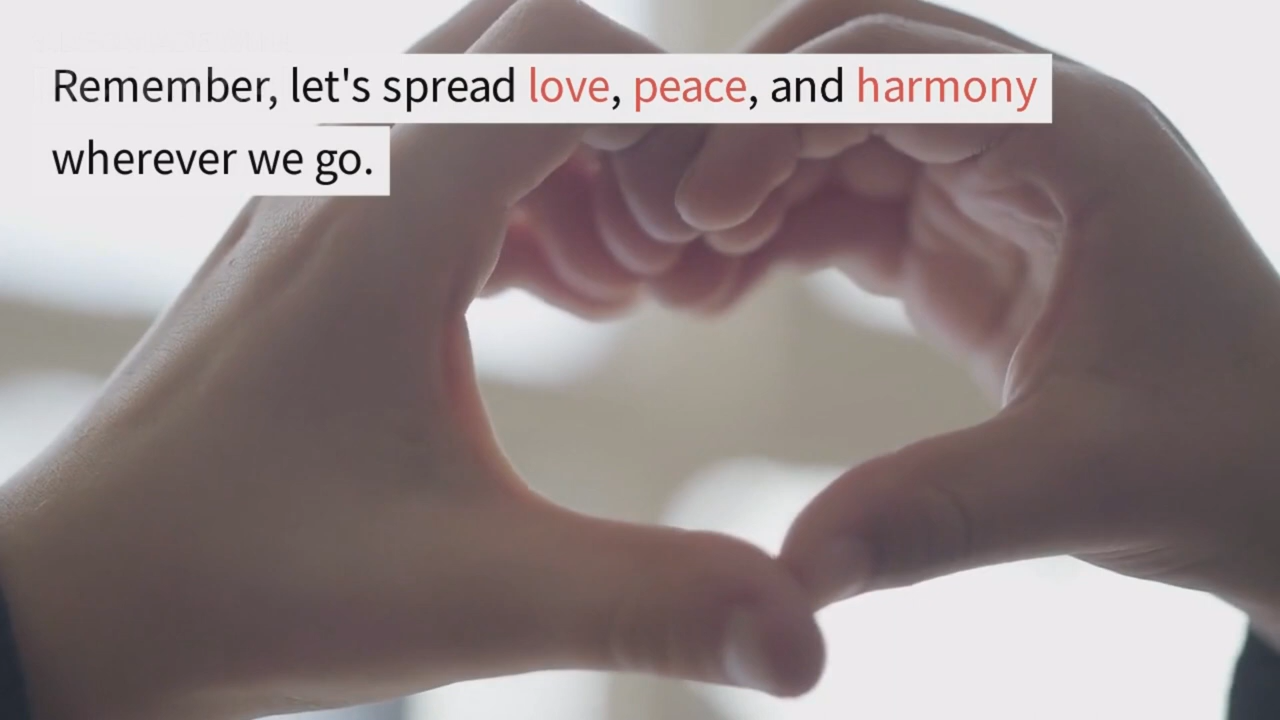 Remember, let's spread love, peace, and harmony
wherever we go.